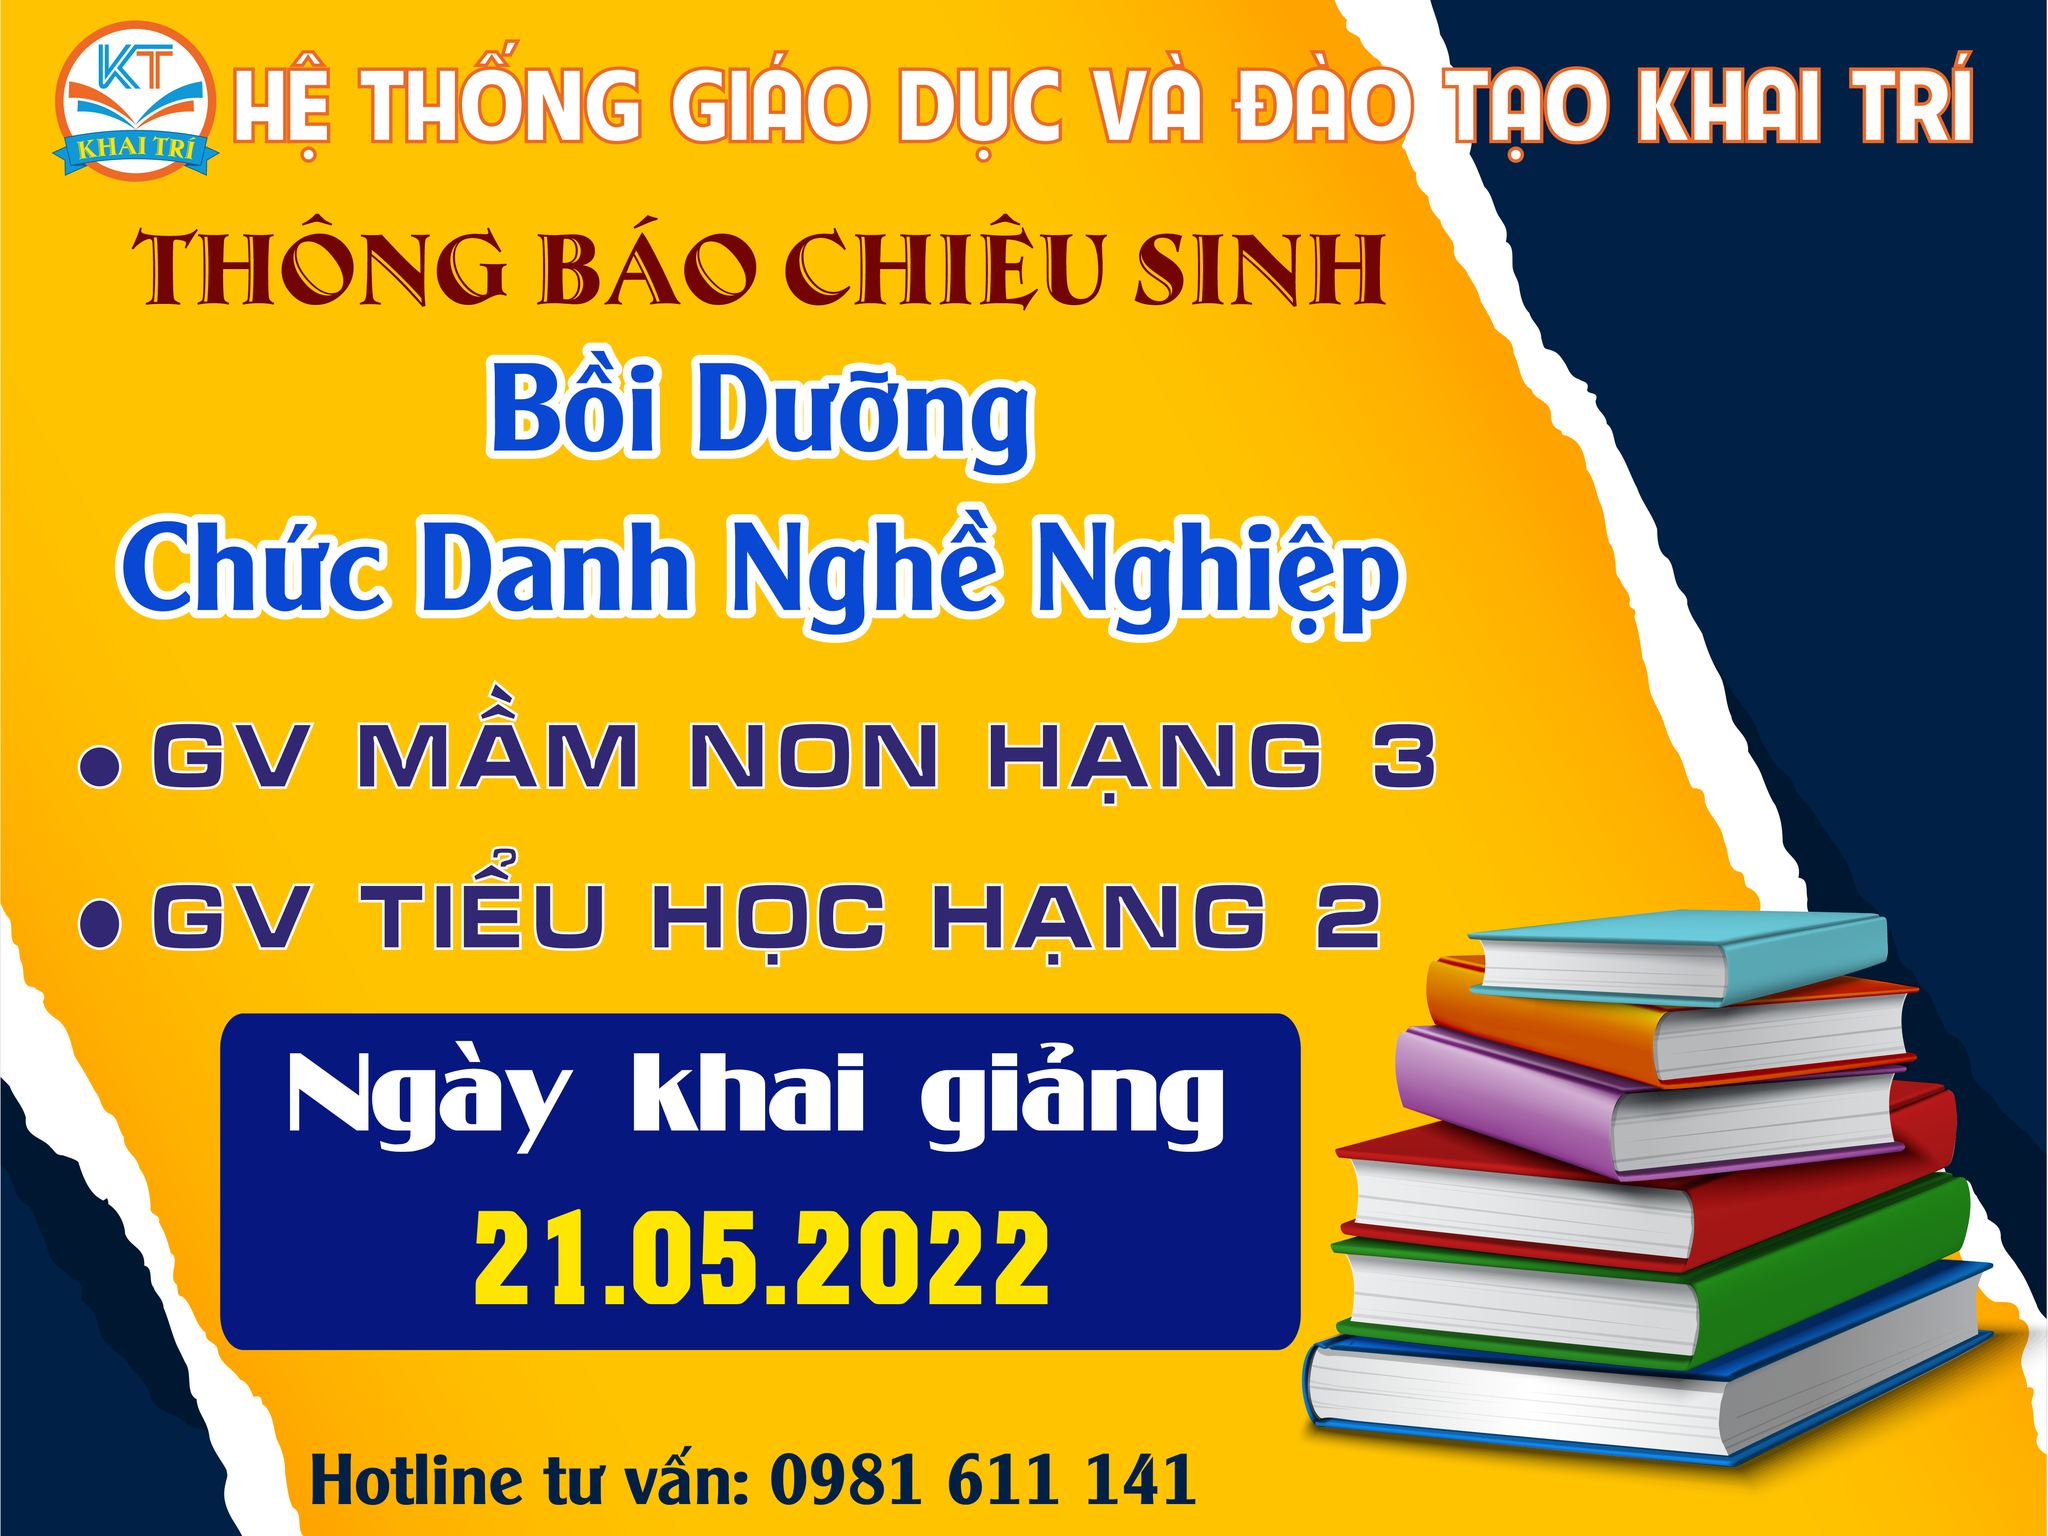 KT
KHAI TRÍ
HỆ THỐNG GIÁO DỤC VÀ ĐÀO TẠO KHAI TRÍ
THÔNG BÁO CHIÊU SINH
Bồi Dưỡng
Chức Danh Nghề Nghiệp
• GV MẦM NON HẠNG 3
• GV TIỂU HỌC HẠNG 2
Ngày khai giảng
21.05.2022
Hotline tư vấn: 0981 611 141